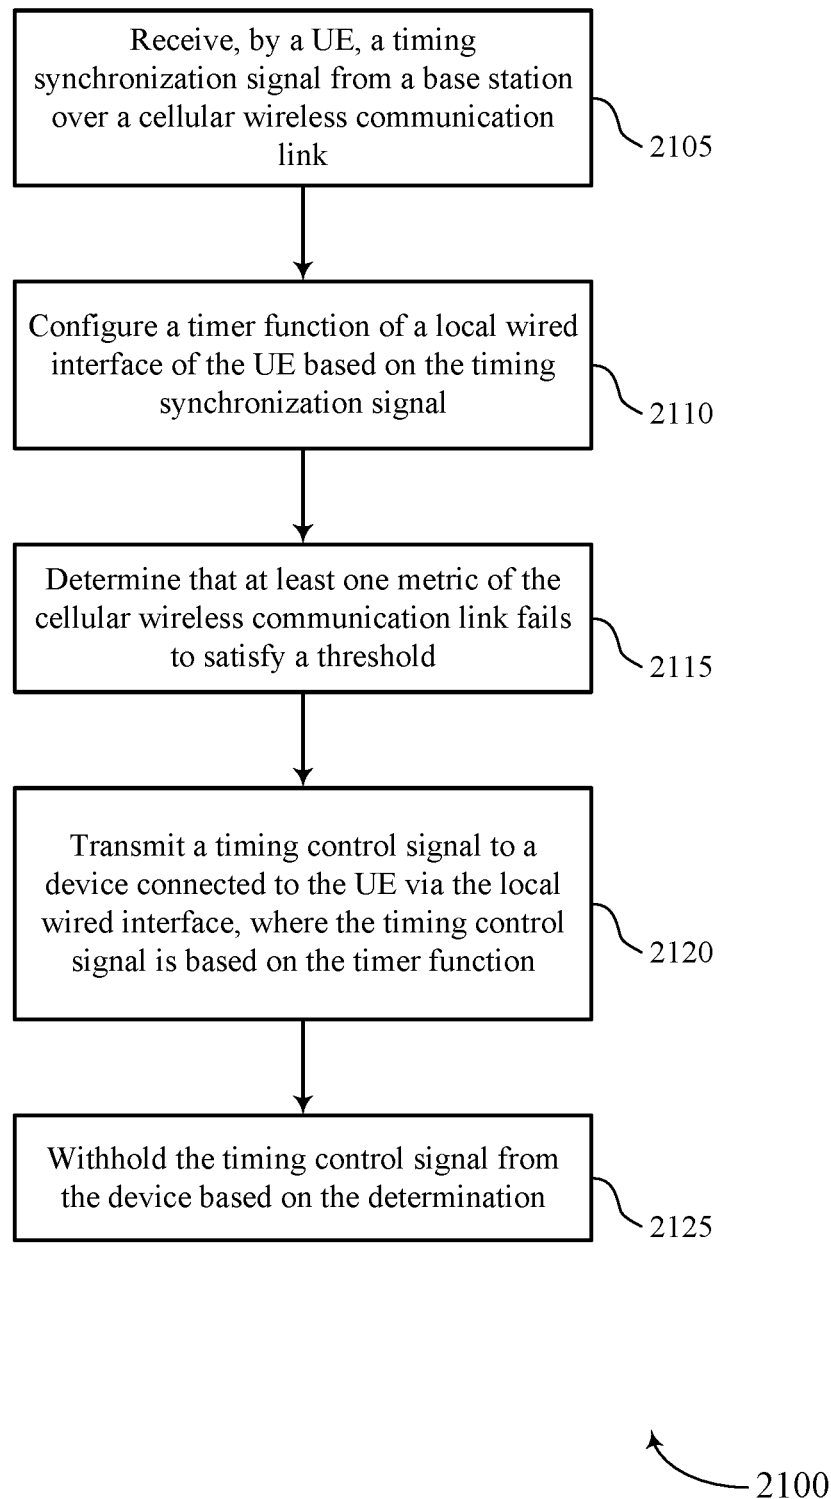 Receive, by a UE, a timing
synchronization signal from a base station
over a cellular wireless communication
link
2105
Configure a timer function of a local wired
interface of the UE based on the timing
synchronization signal
2110
Determine that at least one metric of the
cellular wireless communication link fails
to satisfy a threshold
2115
Transmit a timing control signal to a
device connected to the UE via the local
wired interface, where the timing control
signal is based on the timer function
2120
Withhold the timing control signal from
the device based on the determination
2125
2100